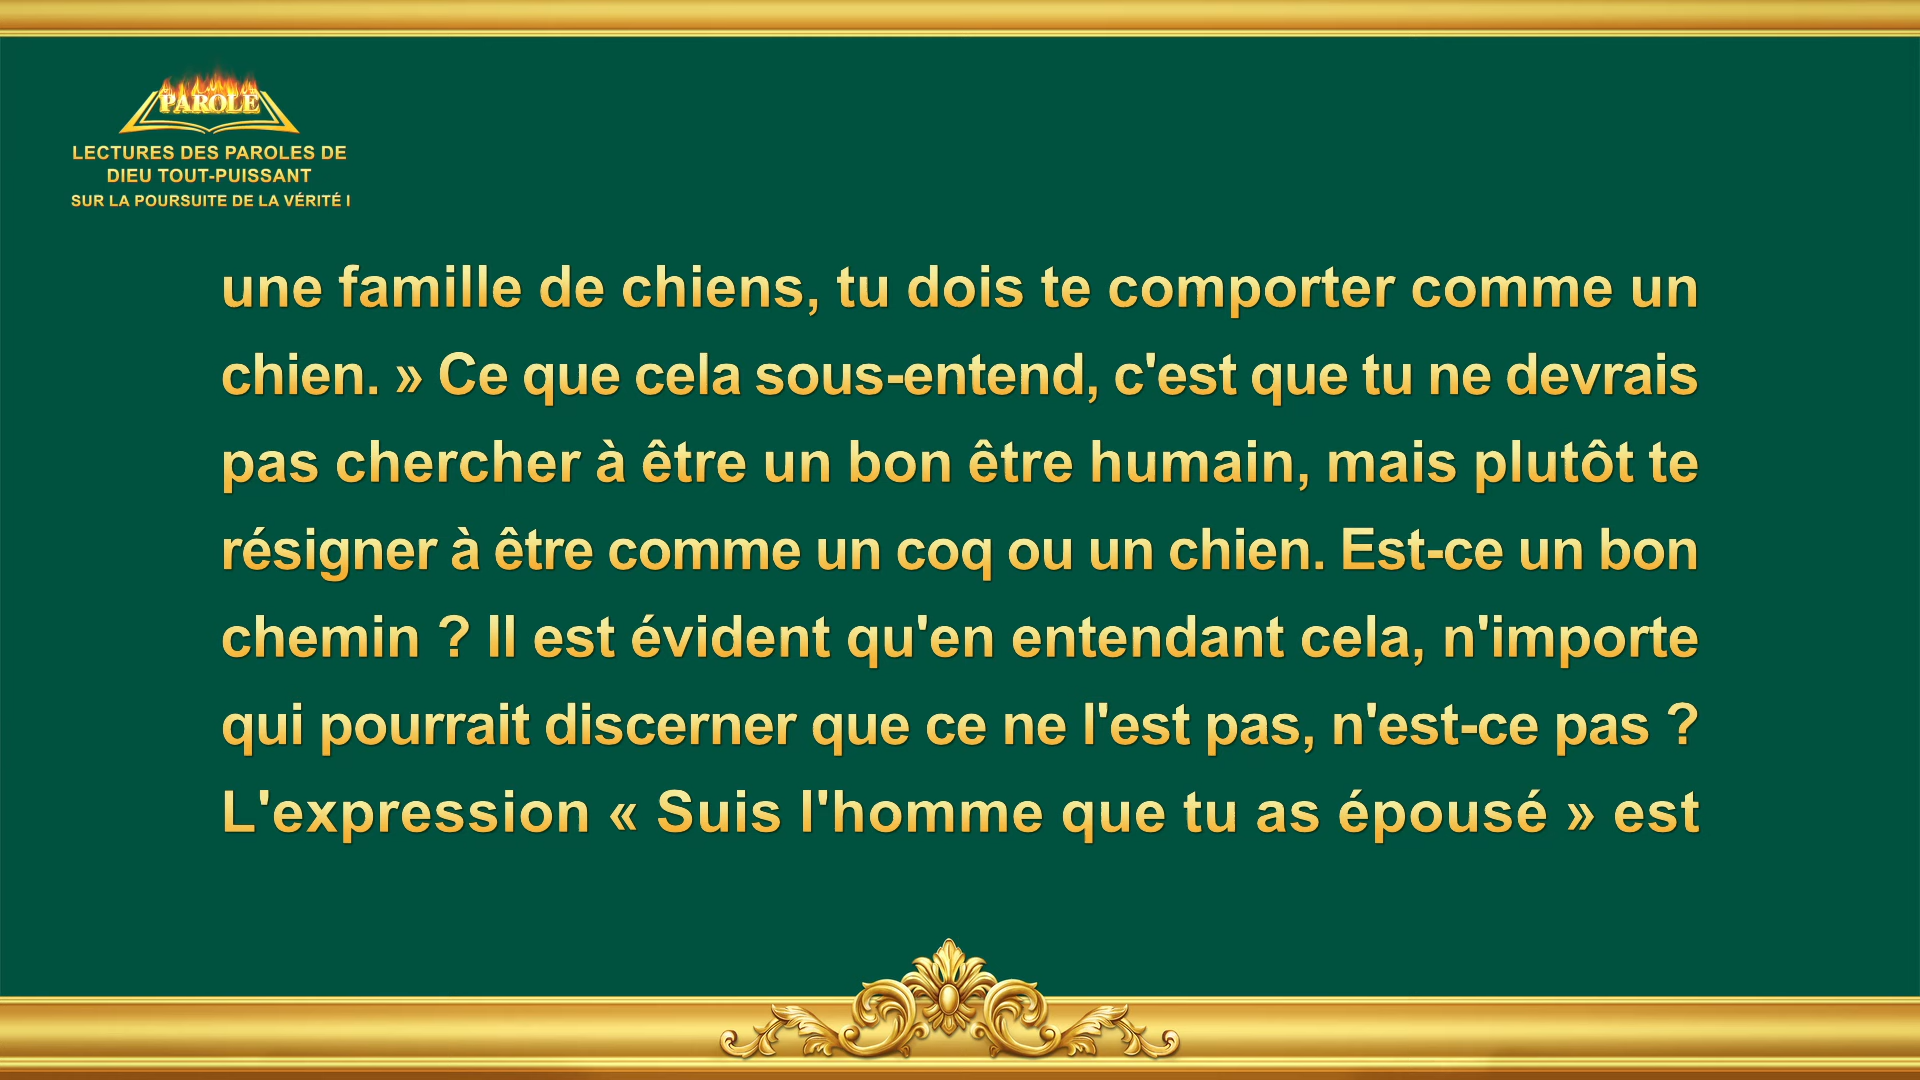 PAROLE
LECTURES DES PAROLES DE
DIEU TOUT-PUISSANT
SUR LA POURSUITE DE LA VÉRITÉ I
une famille de chiens, tu dois te comporter comme un
chien. » Ce que cela sous-entend, c'est que tu ne devrais
pas chercher à être un bon être humain, mais plutôt te
résigner à être comme un coq ou un chien. Est-ce un bon
chemin ? Il est évident qu'en entendant cela, n'importe
qui pourrait discerner que ce ne l'est pas, n'est-ce pas ?
L'expression « Suis l'homme que tu as épousé » est